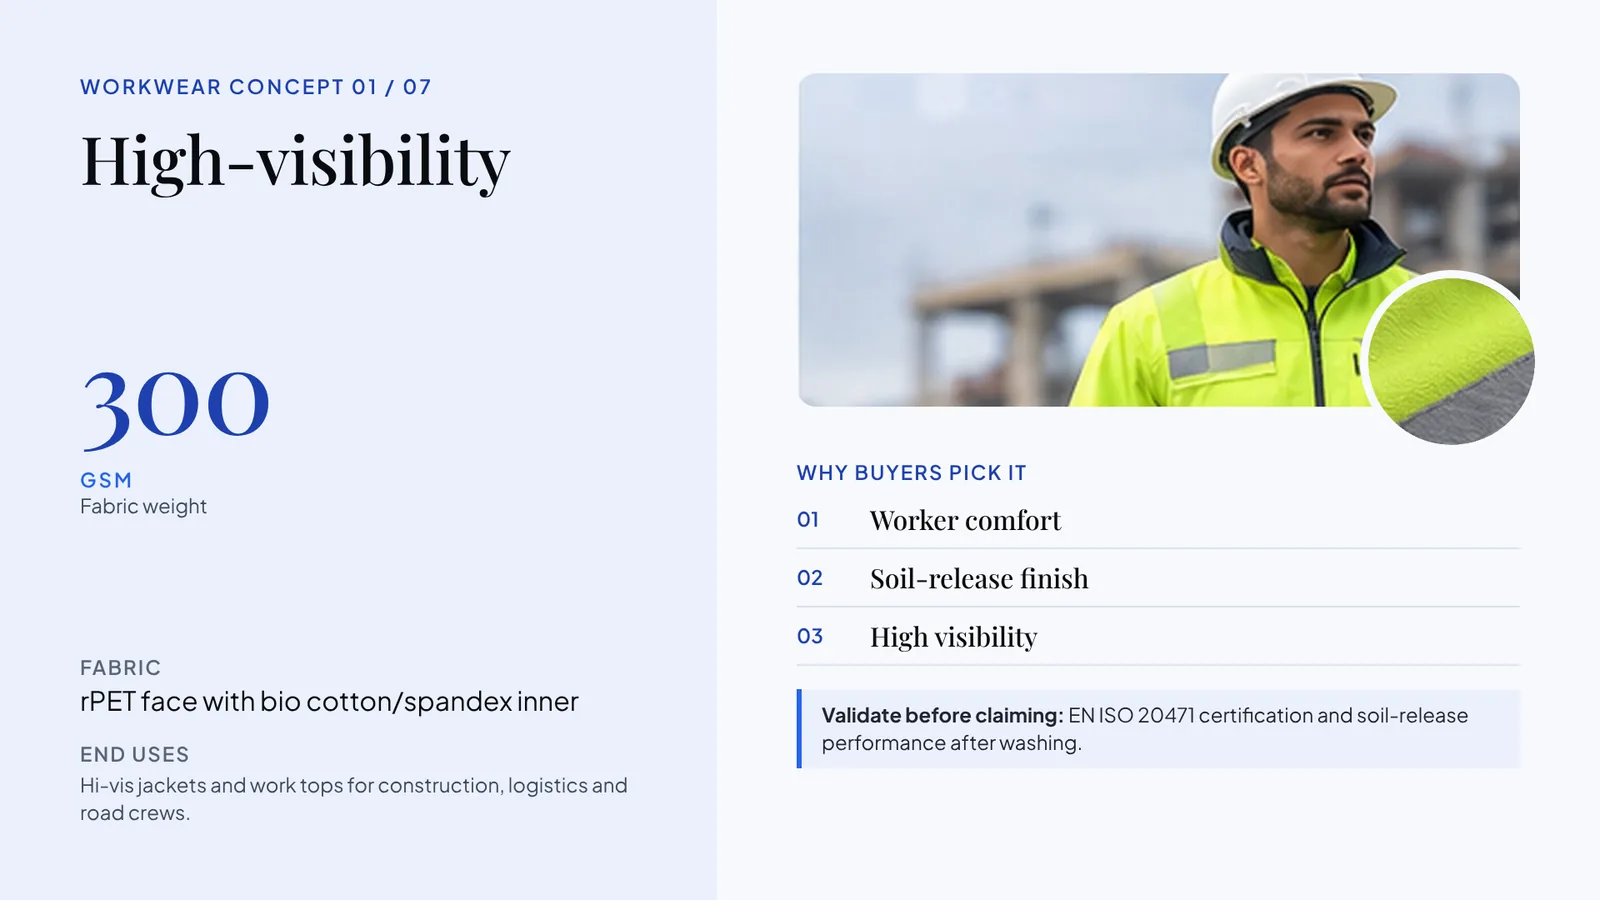 WORKWEAR CONCEPT 01 / 07
High-visibility
300
GSM
Fabric weight
FABRIC
rPET face with bio cotton/spandex inner
END USES
Hi-vis jackets and work tops for construction, logistics and
road crews.
WHY BUYERS PICK IT
01 Worker comfort
02 Soil-release finish
03 High visibility
Validate before claiming: EN ISO 20471 certification and soil-release
performance after washing.